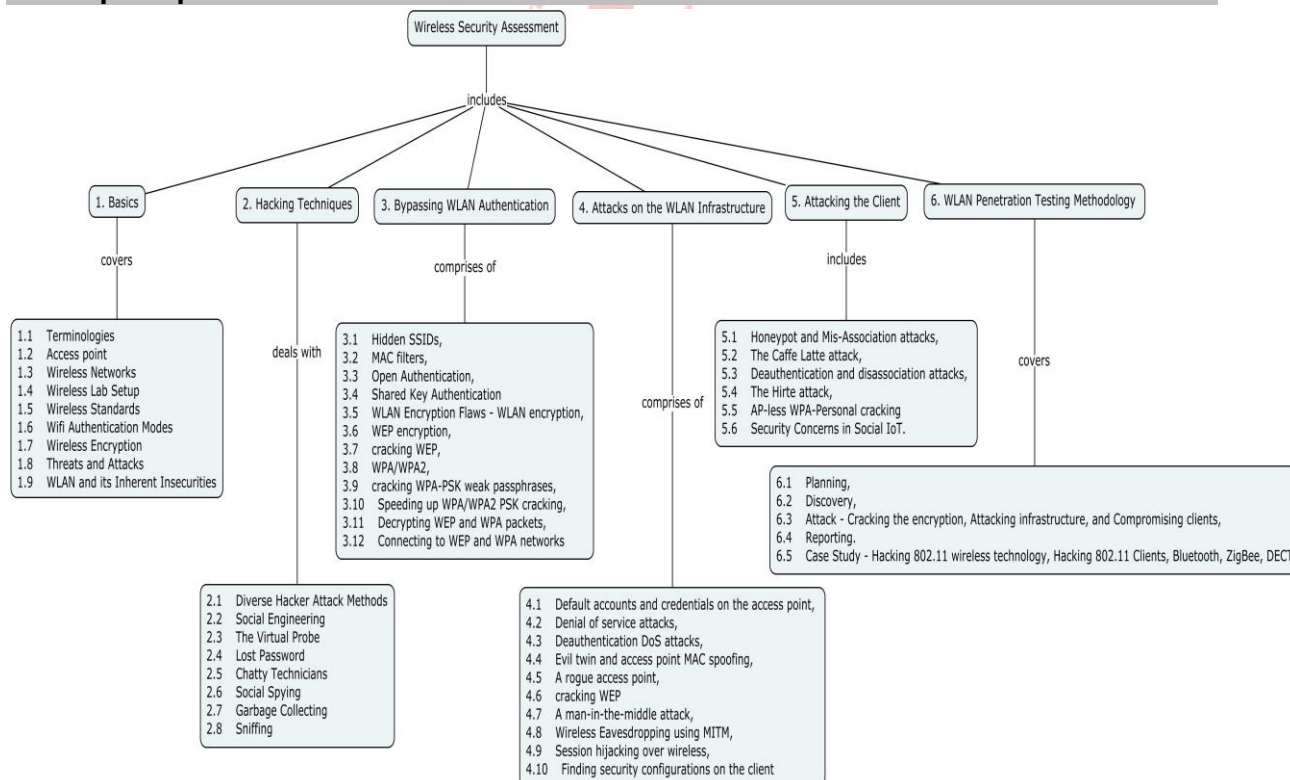 Wireless Security Assessment
includes
1. Basics
2. Hacking Techniques
3. Bypassing WLAN Authentication
4. Attacks on the WLAN Infrastructure
5. Attacking the Client
6. WLAN Penetration Testing Methodology
covers
1.1 Terminologies
1.2 Access point
1.3 Wireless Networks
1.4 Wireless Lab Setup
1.5 Wireless Standards
1.6 Wifi Authentication Modes
1.7 Wireless Encryption
1.8 Threats and Attacks
1.9 WLAN and its Inherent Insecurities
deals with
2.1 Diverse Hacker Attack Methods
2.2 Social Engineering
2.3 The Virtual Probe
2.4 Lost Password
2.5 Chatty Technicians
2.6 Social Spying
2.7 Garbage Collecting
2.8 Sniffing
comprises of
3.1 Hidden SSIDs,
3.2 MAC filters,
3.3 Open Authentication,
3.4 Shared Key Authentication
3.5 WLAN Encryption Flaws - WLAN encryption,
3.6 WEP encryption,
3.7 cracking WEP,
3.8 WPA/WPA2,
3.9 cracking WPA-PSK weak passphrases,
3.10 Speeding up WPA/WPA2 PSK cracking,
3.11 Decrypting WEP and WPA packets,
3.12 Connecting to WEP and WPA networks
comprises of
4.1 Default accounts and credentials on the access point,
4.2 Denial of service attacks,
4.3 Deauthentication DoS attacks,
4.4 Evil twin and access point MAC spoofing,
4.5 A rogue access point,
4.6 cracking WEP
4.7 A man-in-the-middle attack,
4.8 Wireless Eavesdropping using MITM,
4.9 Session hijacking over wireless,
4.10 Finding security configurations on the client
includes
5.1 Honeypot and Mis-Association attacks,
5.2 The Caffe Latte attack,
5.3 Deauthentication and disassociation attacks,
5.4 The Hirte attack,
5.5 AP-less WPA-Personal cracking
5.6 Security Concerns in Social IoT.
covers
6.1 Planning,
6.2 Discovery,
6.3 Attack - Cracking the encryption, Attacking infrastructure, and Compromising clients,
6.4 Reporting.
6.5 Case Study - Hacking 802.11 wireless technology, Hacking 802.11 Clients, Bluetooth, ZigBee, DECT